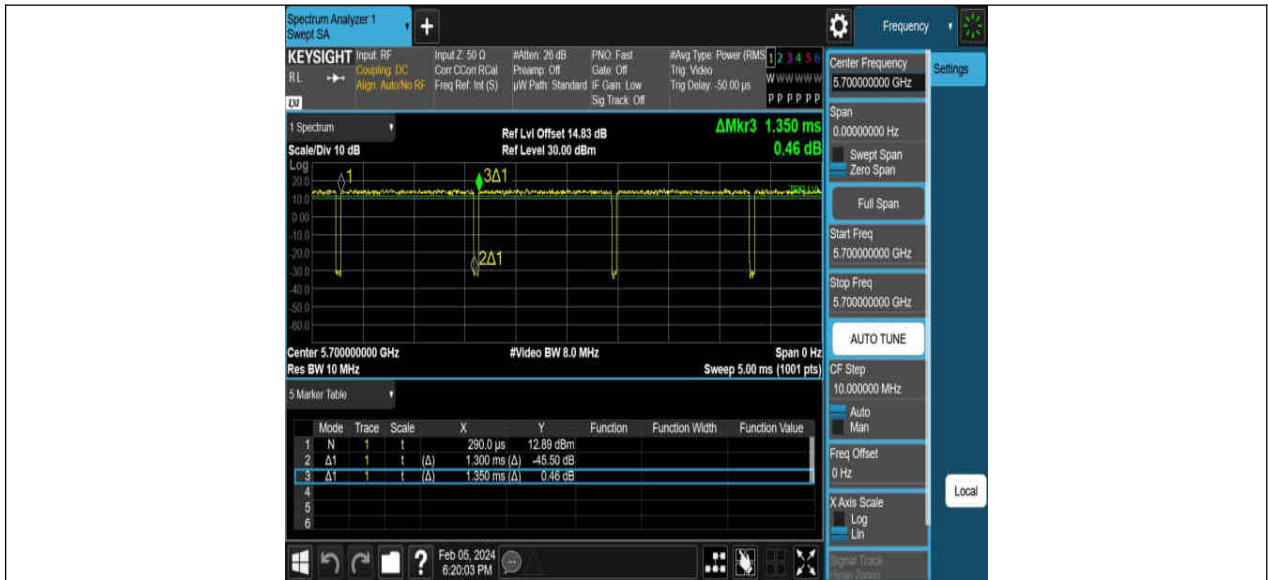 Spectrum Analyzer 1
Swept SA
+
Frequency
KEYSIGHT
RL
Input: RF
Coupling: DC
Align: Auto/No RF
Input Z: 50 Ω
Corr CCorr RCal
Freq Ref: Int (S)
#Atten: 26 dB
Preamp: Off
µW Path: Standard
PNO: Fast
Gate: Off
IF Gain: Low
Sig Track: Off
#Avg Type: Power (RMS
Trig: Video
Trig Delay: -50.00 µs
1 2 3 4 5 6
W W W W W W
P P P P P P
Center Frequency
5.700000000 GHz
Settings
Span
0.00000000 Hz
Swept Span
Zero Span
Full Span
Start Freq
5.700000000 GHz
Stop Freq
5.700000000 GHz
AUTO TUNE
CF Step
10.000000 MHz
Auto
Man
Freq Offset
0 Hz
X Axis Scale
Log
Lin
Signal Track
(Span Zoom)
Local
1 Spectrum
Scale/Div 10 dB
Ref Lvl Offset 14.83 dB
Ref Level 30.00 dBm
ΔMkr3 1.350 ms
0.46 dB
Log
20.0
10.0
0.00
-10.0
-20.0
-30.0
-40.0
-50.0
-60.0
1
3Δ1
2Δ1
TRIG LVL
Center 5.700000000 GHz
Res BW 10 MHz
#Video BW 8.0 MHz
Span 0 Hz
Sweep 5.00 ms (1001 pts)
5 Marker Table
Mode Trace Scale X Y Function Function Width Function Value
1 N 1 t 290.0 µs 12.89 dBm
2 Δ1 1 t (Δ) 1.300 ms (Δ) -45.50 dB
3 Δ1 1 t (Δ) 1.350 ms (Δ) 0.46 dB
4
5
6
?
Feb 05, 2024
6:20:03 PM